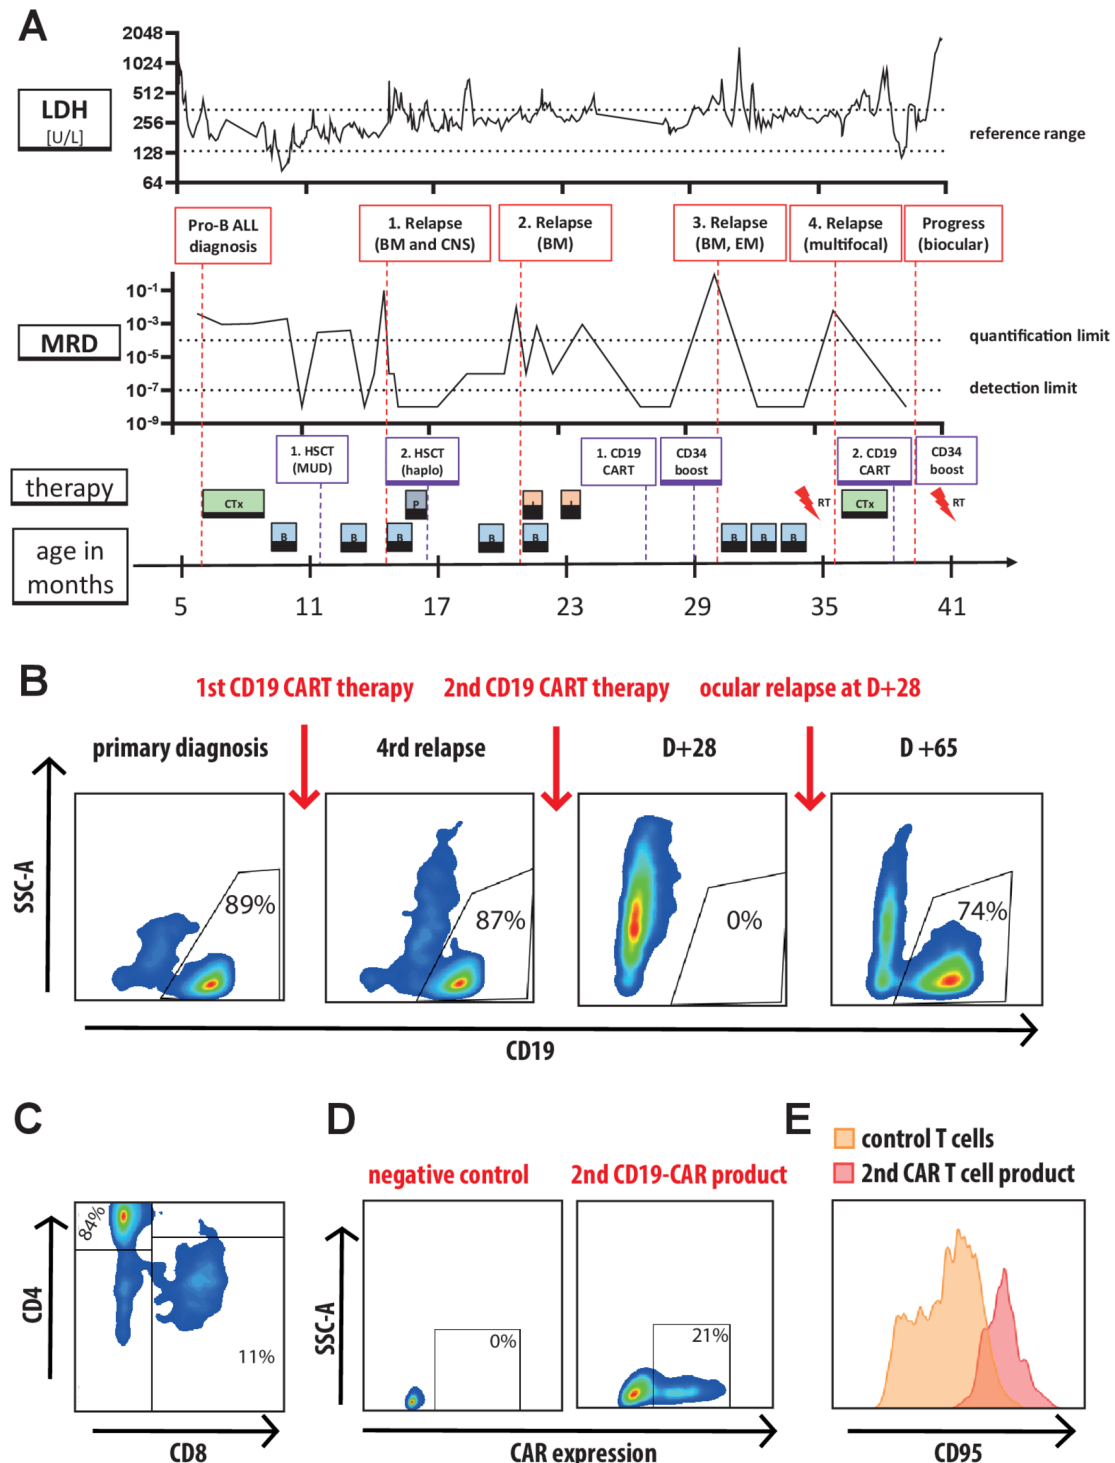 A
2048
1024
512
256
128
64
LDH
[U/L]
reference range
Pro-B ALL
diagnosis
1. Relapse
(BM and CNS)
2. Relapse
(BM)
3. Relapse
(BM, EM)
4. Relapse
(multifocal)
Progress
(biocular)
10-1
10-3
10-5
10-7
10-9
MRD
quantification limit
detection limit
1. HSCT
(MUD)
2. HSCT
(haplo)
1. CD19
CART
CD34
boost
2. CD19
CART
CD34
boost
therapy
CTx
P
I
I
RT
CTx
RT
B
B
B
B
B
B
B
B
age in
months
5 11 17 23 29 35 41
B
1st CD19 CART therapy 2nd CD19 CART therapy ocular relapse at D+28
primary diagnosis 4rd relapse D+28 D +65
SSC-A
89%
87%
0%
74%
CD19
C
D
E
control T cells
2nd CAR T cell product
negative control 2nd CD19-CAR product
84%
11%
CD4
CD8
SSC-A
0%
21%
CAR expression
CD95